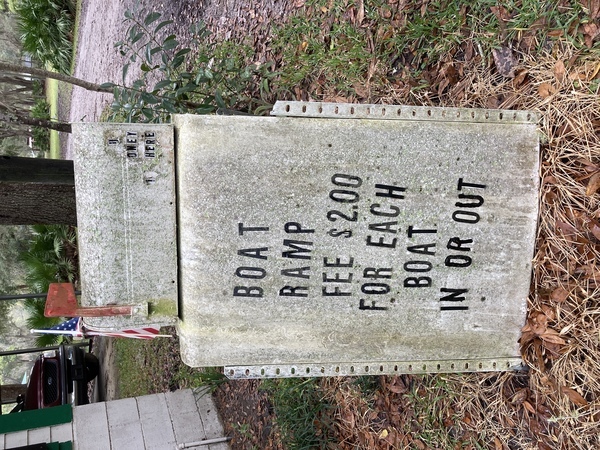 ONEY
HERE
BOAT
RAMP
FEE $2.00
FOR EACH
BOAT
IN OR OUT